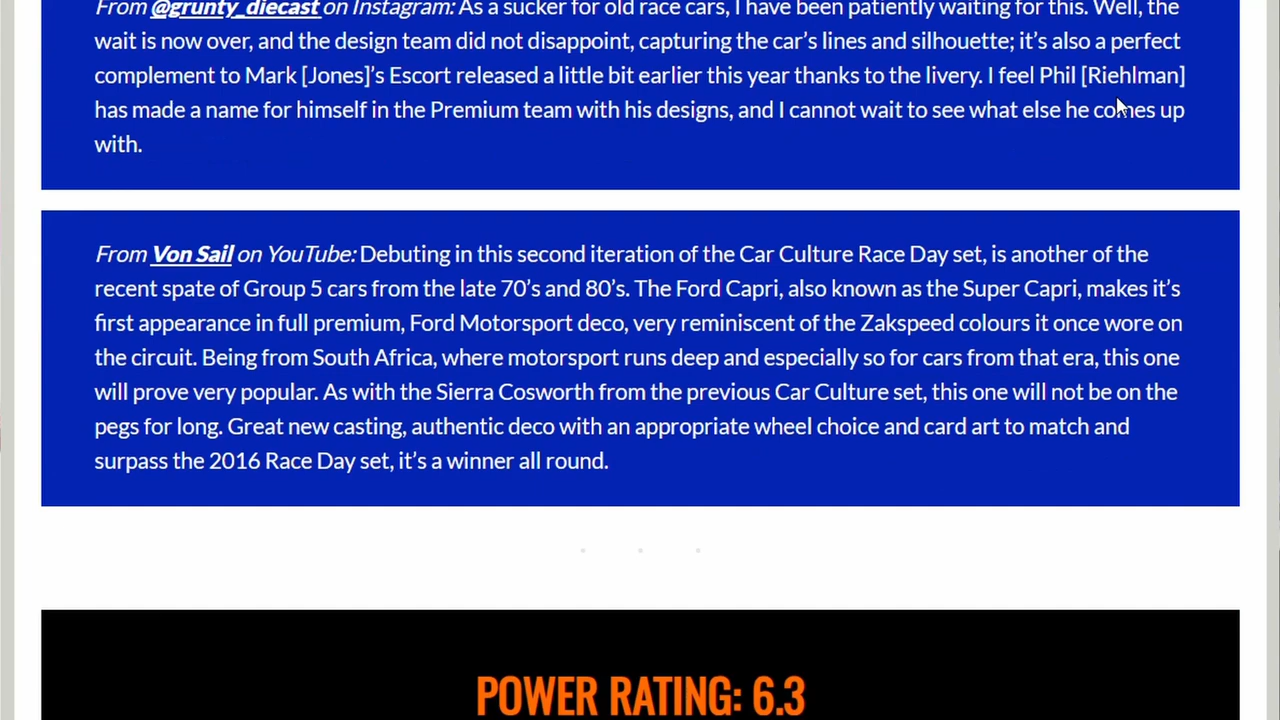 From @grunty_diecast on Instagram: As a sucker for old race cars, I have been patiently waiting for this. Well, the
wait is now over, and the design team did not disappoint, capturing the car’s lines and silhouette; it’s also a perfect
complement to Mark [Jones]’s Escort released a little bit earlier this year thanks to the livery. I feel Phil [Riehlman]
has made a name for himself in the Premium team with his designs, and I cannot wait to see what else he comes up
with.
From Von Sail on YouTube: Debuting in this second iteration of the Car Culture Race Day set, is another of the
recent spate of Group 5 cars from the late 70’s and 80’s. The Ford Capri, also known as the Super Capri, makes it’s
first appearance in full premium, Ford Motorsport deco, very reminiscent of the Zakspeed colours it once wore on
the circuit. Being from South Africa, where motorsport runs deep and especially so for cars from that era, this one
will prove very popular. As with the Sierra Cosworth from the previous Car Culture set, this one will not be on the
pegs for long. Great new casting, authentic deco with an appropriate wheel choice and card art to match and
surpass the 2016 Race Day set, it’s a winner all round.
POWER RATING: 6.3